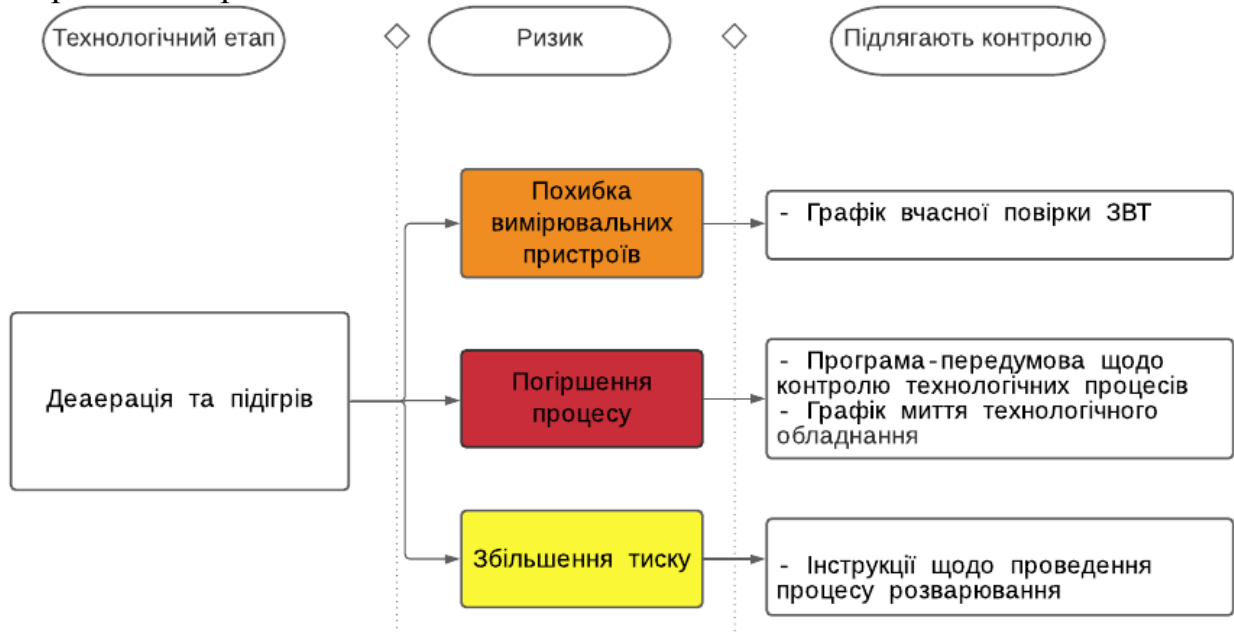 Технологічний етап
Ризик
Підлягають контролю
Похибка
вимірювальних
пристроїв
- Графік вчасної повірки ЗВТ
Деаерація та підігрів
Погіршення
процесу
- Програма-передумова щодо
контролю технологічних процесів
- Графік миття технологічного
обладнання
Збільшення тиску
- Інструкції щодо проведення
процесу розварювання